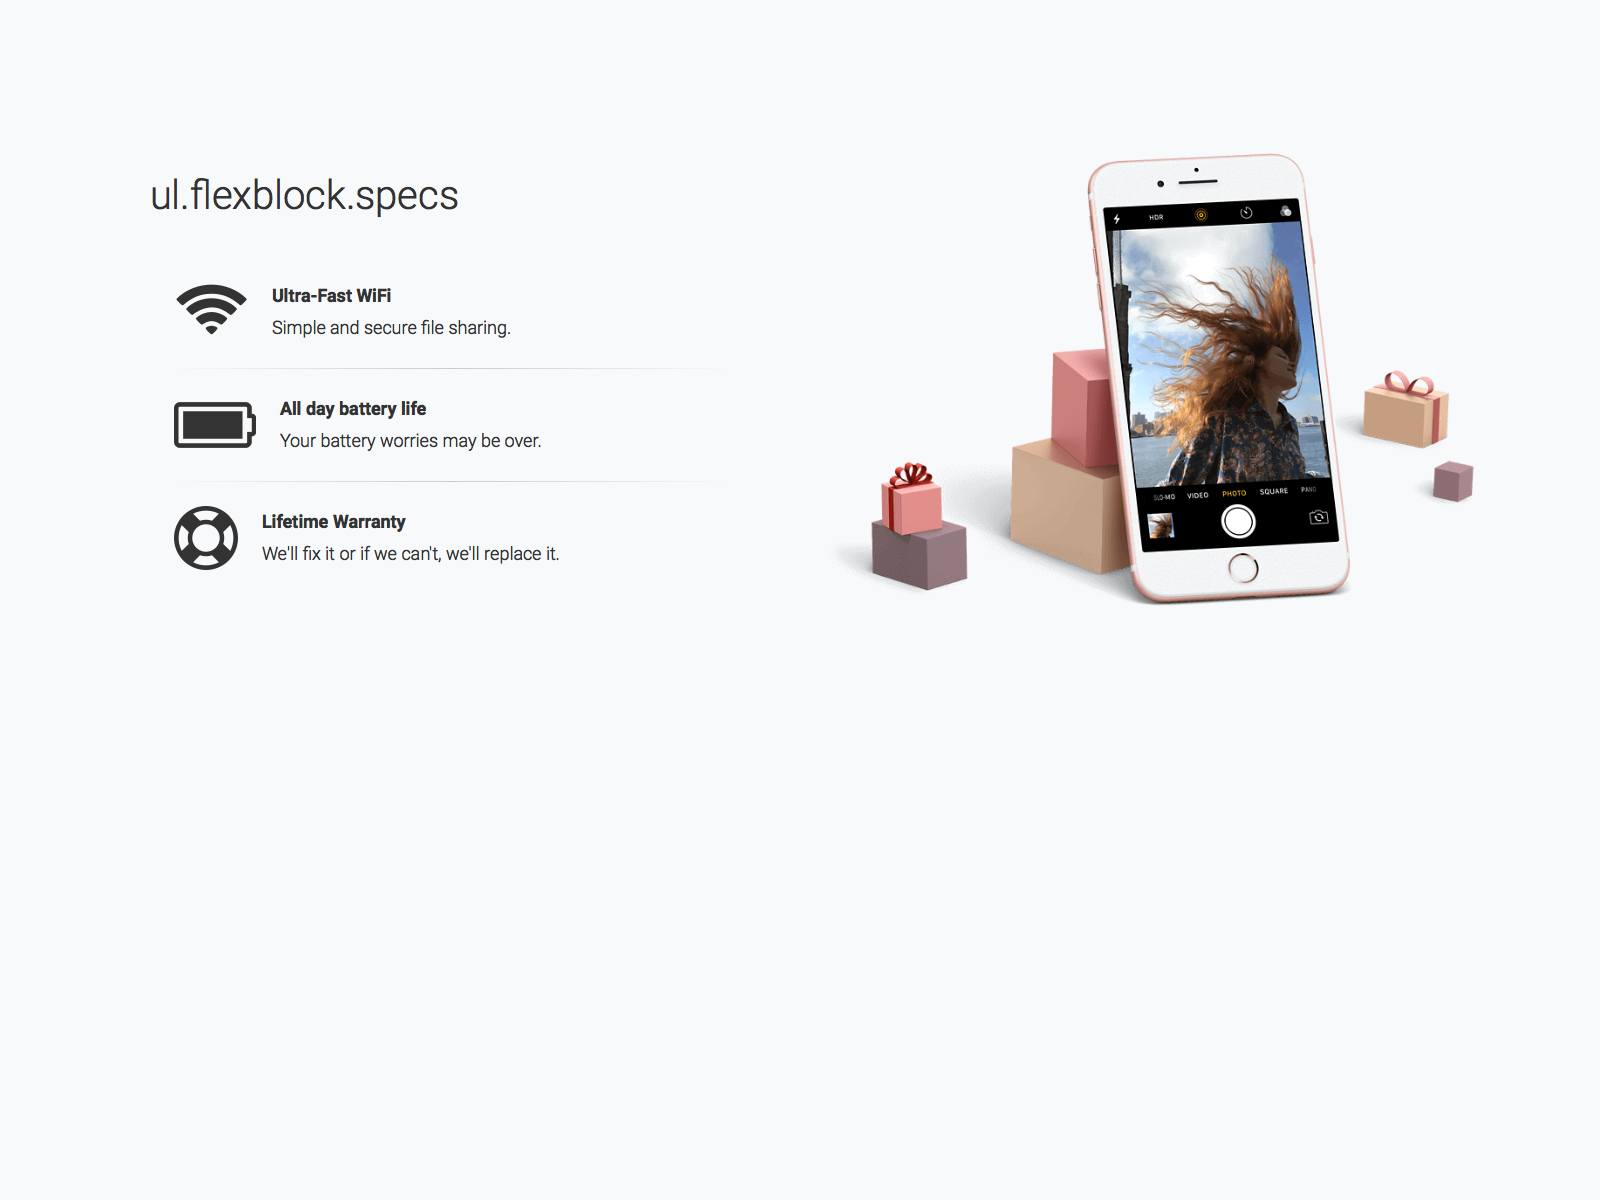 ul.flexblock.specs
Ultra-Fast WiFi
Simple and secure file sharing.
All day battery life
Your battery worries may be over.
Lifetime Warranty
We'll fix it or if we can't, we'll replace it.
HDR
SLO-MO VIDEO PHOTO SQUARE PANO